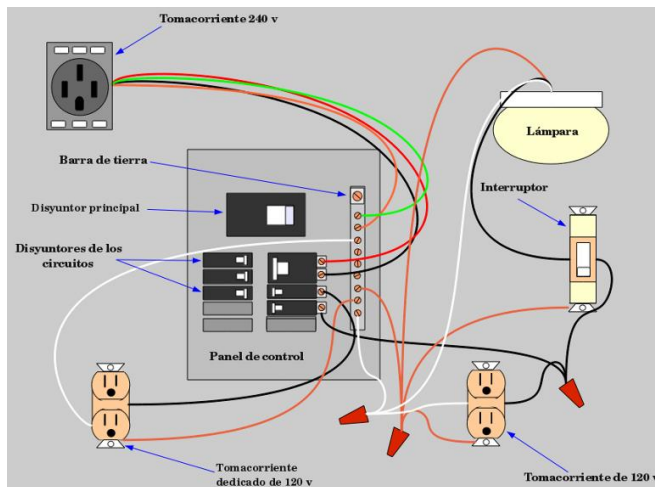 Tomacorriente 240 v
Lámpara
Barra de tierra
Interruptor
Disyuntor principal
Disyuntores de los
circuitos
Panel de control
Tomacorriente
dedicado de 120 v
Tomacorriente de 120 v